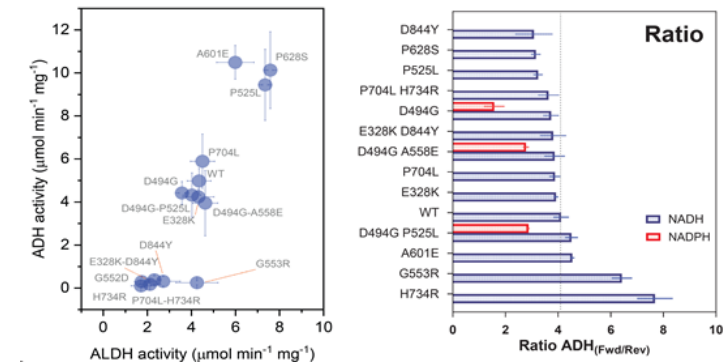 12
10
8
6
4
2
0
0 2 4 6 8 10
ADH activity (μmol min⁻¹ mg⁻¹)
ALDH activity (μmol min⁻¹ mg⁻¹)
A601E
P628S
P525L
P704L
WT
D494G
D494G-P525L
E328K
D494G-A558E
D844Y
E328K-D844Y
G552D
G553R
H734R
P704L-H734R
Ratio
D844Y
P628S
P525L
P704L H734R
D494G
E328K D844Y
D494G A558E
P704L
E328K
WT
D494G P525L
A601E
G553R
H734R
NADH
NADPH
0 2 4 6 8 10
Ratio ADH(Fwd/Rev)